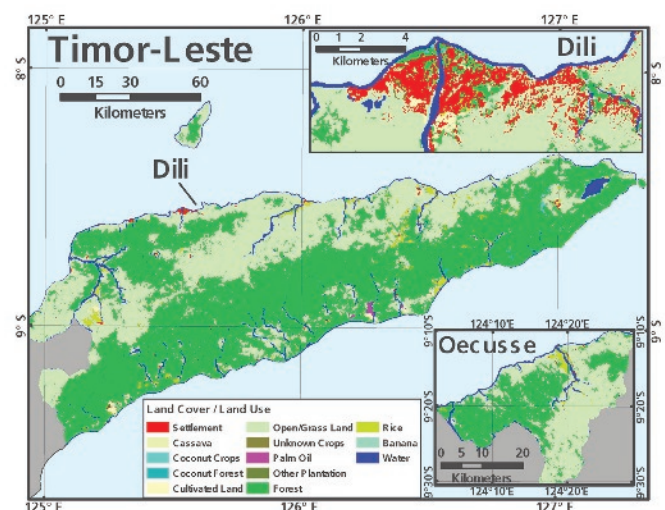 125°E
126°E
127°E
Timor-Leste
0 15 30 60
Kilometers
0 1 2 4
Kilometers
Dili
8°S
8°S
Dili
9°S
9°S
9°10'S
9°20'S
9°30'S
124°10'E
124°20'E
Oecusse
9°10'S
9°20'S
9°30'S
0 5 10 20
Kilometers
124°10'E
124°20'E
Land Cover / Land Use
Settlement
Cassava
Coconut Crops
Coconut Forest
Cultivated Land
Open/Grass Land
Unknown Crops
Palm Oil
Other Plantation
Forest
Rice
Banana
Water
125°E
126°E
127°E